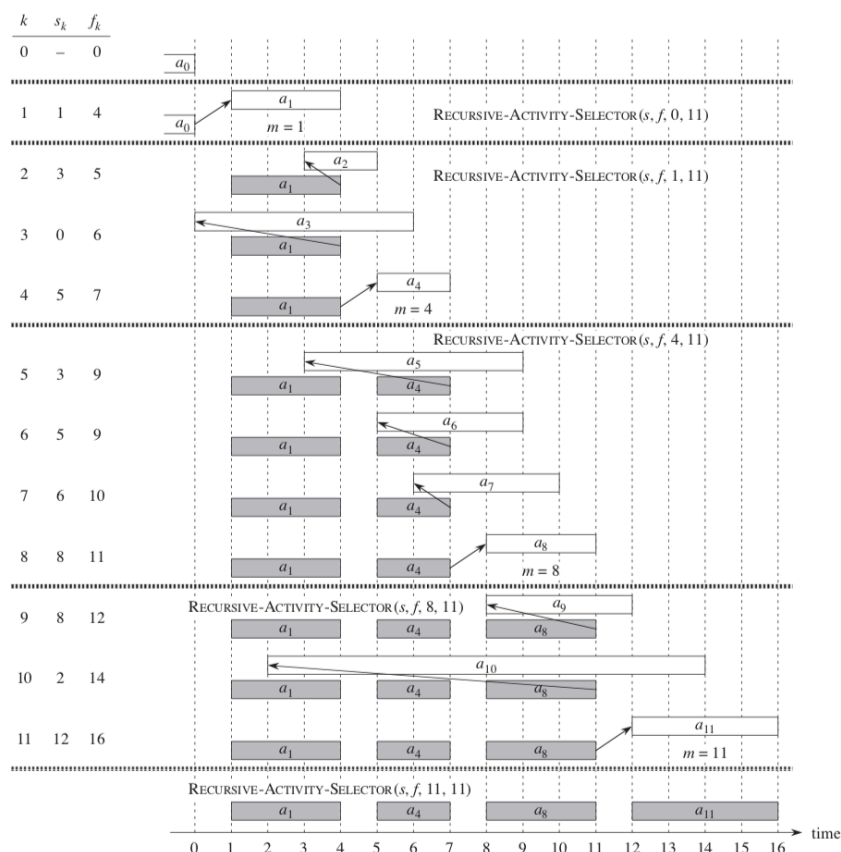 k s_k f_k
0 – 0
a_0
1 1 4
a_1
RECURSIVE-ACTIVITY-SELECTOR(s, f, 0, 11)
a_0
m = 1
2 3 5
a_2
RECURSIVE-ACTIVITY-SELECTOR(s, f, 1, 11)
a_1
3 0 6
a_3
a_1
4 5 7
a_4
a_1
m = 4
RECURSIVE-ACTIVITY-SELECTOR(s, f, 4, 11)
5 3 9
a_5
a_1 a_4
6 5 9
a_6
a_1 a_4
7 6 10
a_7
a_1 a_4
8 8 11
a_8
a_1 a_4
m = 8
RECURSIVE-ACTIVITY-SELECTOR(s, f, 8, 11)
9 8 12
a_9
a_1 a_4 a_8
10 2 14
a_10
a_1 a_4 a_8
11 12 16
a_11
a_1 a_4 a_8
m = 11
RECURSIVE-ACTIVITY-SELECTOR(s, f, 11, 11)
a_1 a_4 a_8 a_11
time
0 1 2 3 4 5 6 7 8 9 10 11 12 13 14 15 16